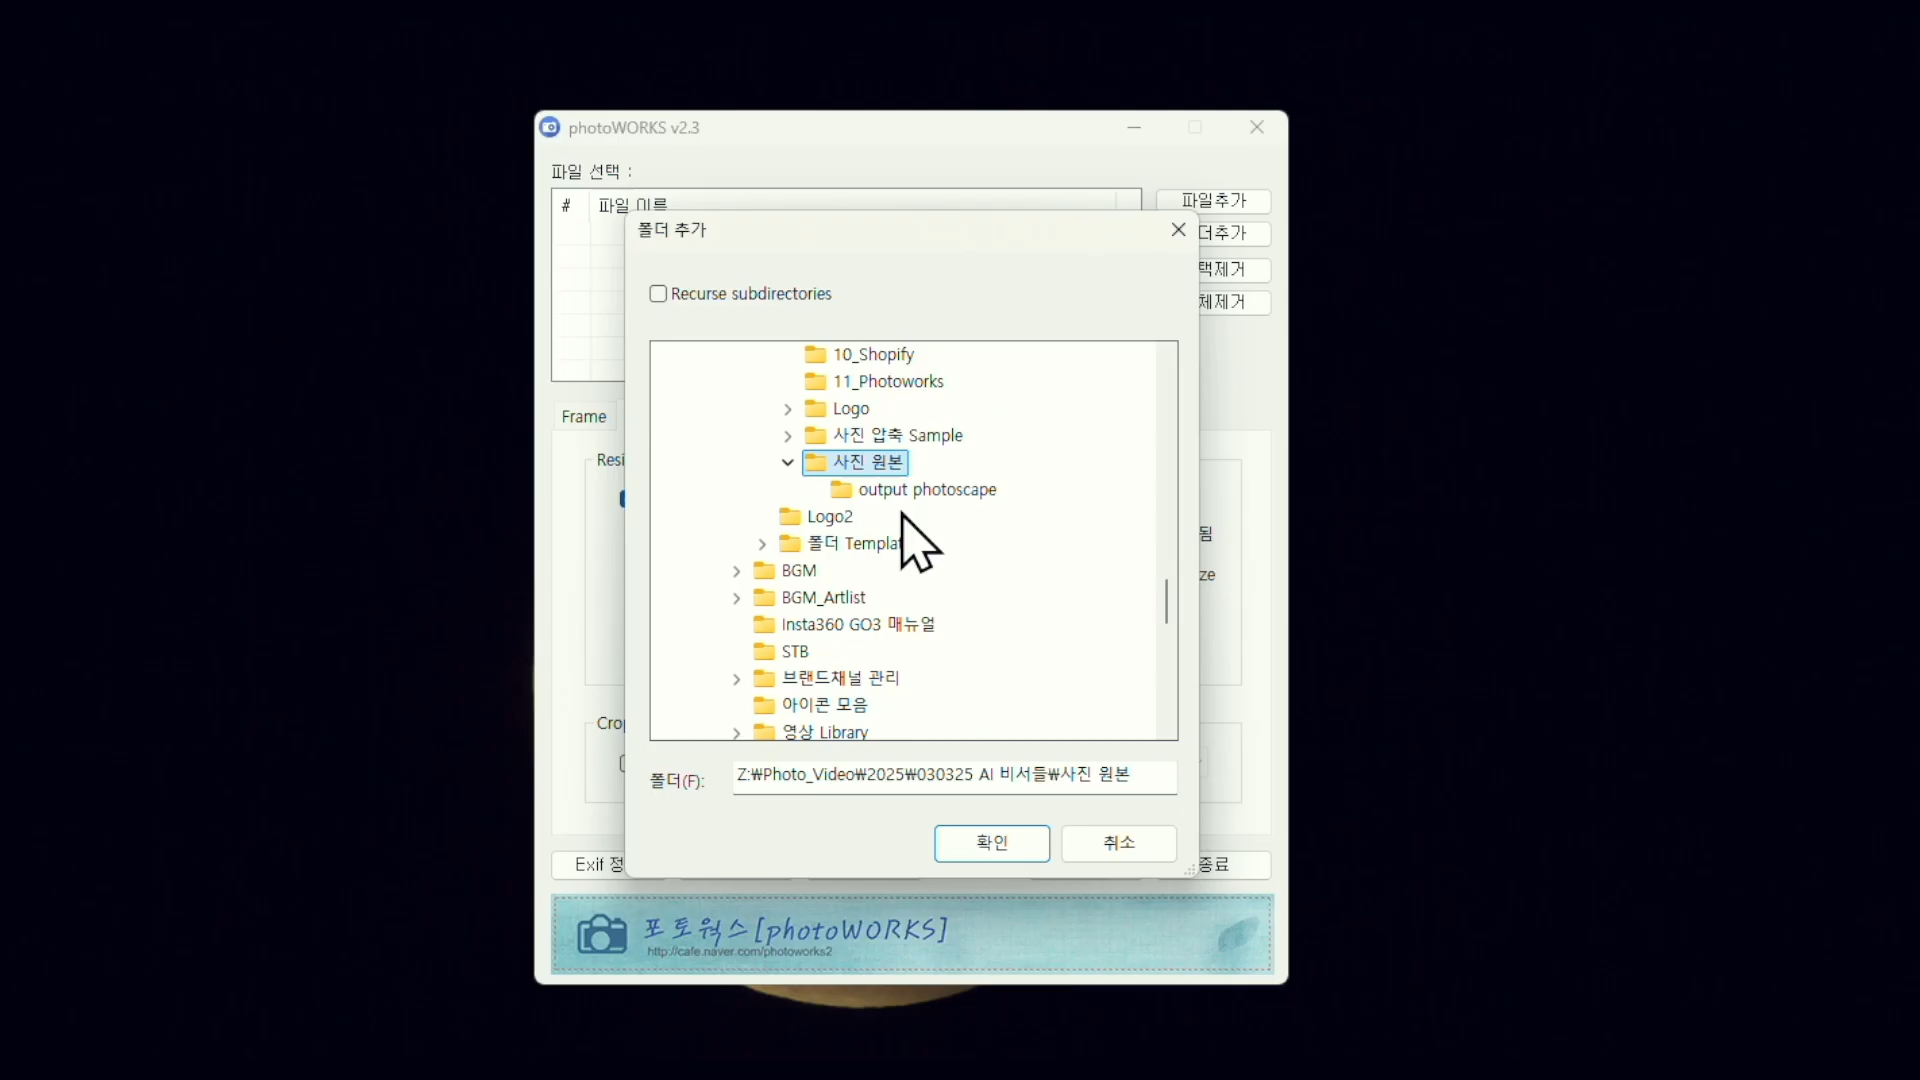 photoWORKS v2.3
파일 선택 :
# 파일 이름
파일추가
더추가
택제거
체제거
폴더 추가
Recurse subdirectories
10_Shopify
11_Photoworks
Logo
사진 압축 Sample
사진 원본
output photoscape
Logo2
폴더 Templat
BGM
BGM_Artlist
Insta360 GO3 매뉴얼
STB
브랜드채널 관리
아이콘 모음
영상 Library
폴더(F): Z:₩Photo_Video₩2025₩030325 AI 비서들₩사진 원본
확인 취소
Frame
Resi
됨
ze
Crop
Exif 정
종료
포토웍스[photoWORKS]
http://cafe.naver.com/photoworks2